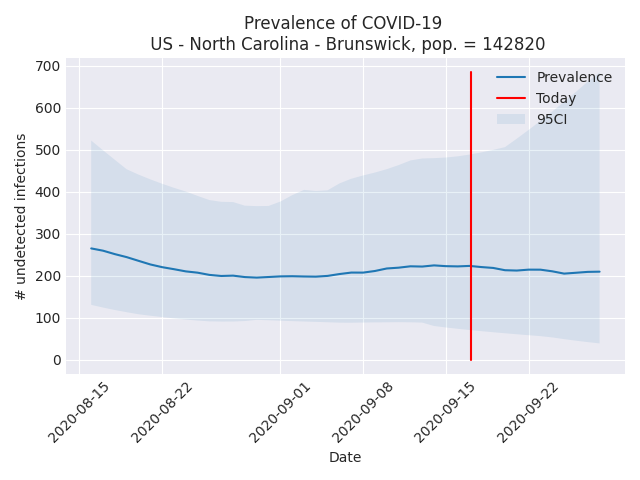 Prevalence of COVID-19
US - North Carolina - Brunswick, pop. = 142820
# undetected infections
700
600
500
400
300
200
100
0
Prevalence
Today
95CI
2020-08-15
2020-08-22
2020-09-01
2020-09-08
2020-09-15
2020-09-22
Date